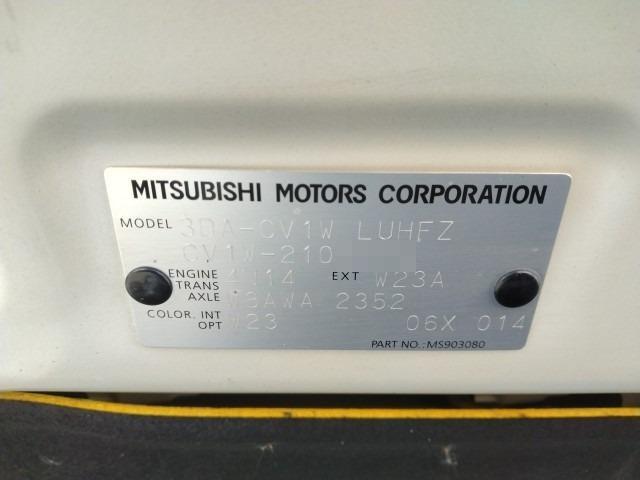 MITSUBISHI MOTORS CORPORATION
MODEL 3DA-CV1W LUHFZ
CV1W-210
ENGINE 4N14 EXT W23A
TRANS AXLE W8AWA 2352
COLOR. INT OPT W23 06X 014
PART NO.:MS903080